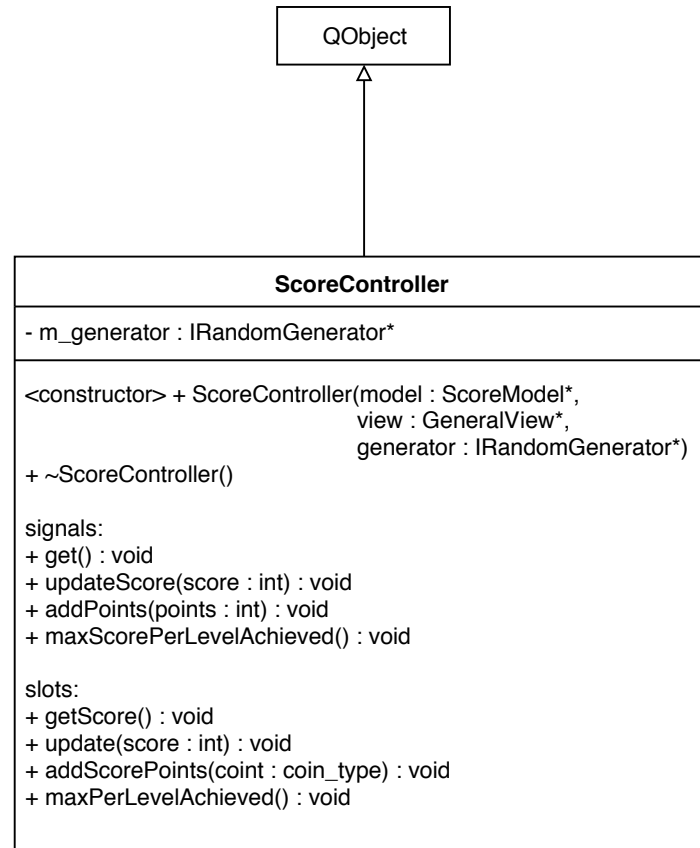 QObject
ScoreController
- m_generator : IRandomGenerator*
<constructor> + ScoreController(model : ScoreModel*,
view : GeneralView*,
generator : IRandomGenerator*)
+ ~ScoreController()
signals:
+ get() : void
+ updateScore(score : int) : void
+ addPoints(points : int) : void
+ maxScorePerLevelAchieved() : void
slots:
+ getScore() : void
+ update(score : int) : void
+ addScorePoints(coint : coin_type) : void
+ maxPerLevelAchieved() : void